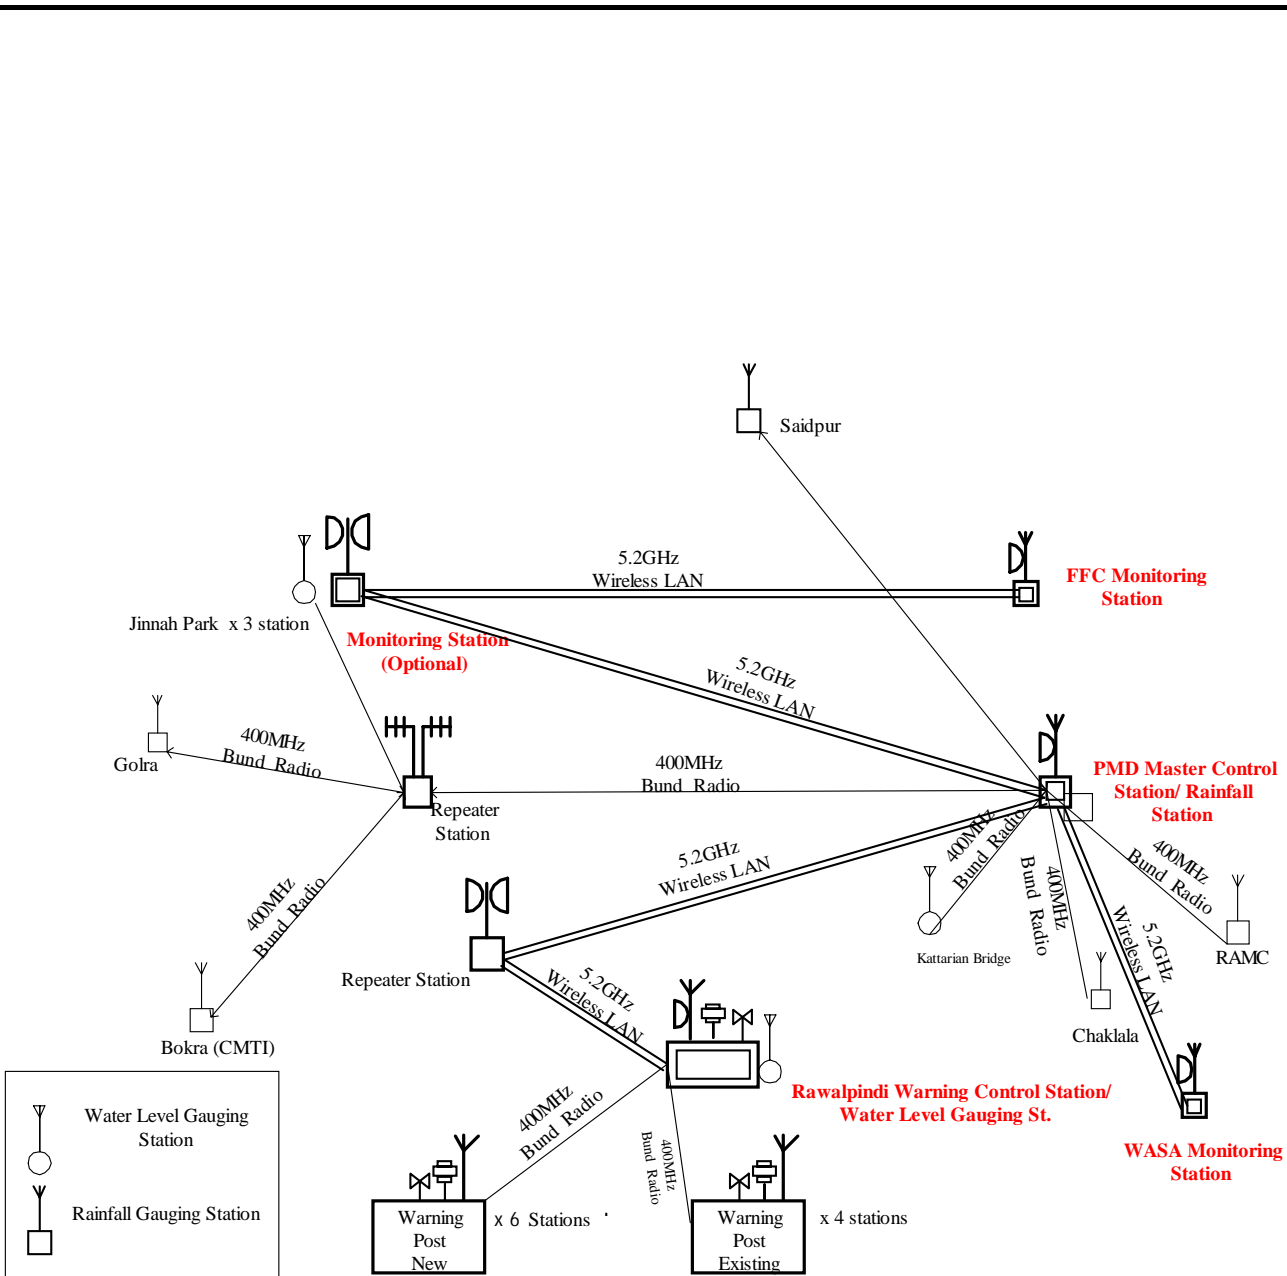 Saidpur
5.2GHz
Wireless LAN
FFC Monitoring
Station
Jinnah Park x 3 station
Monitoring Station
(Optional)
5.2GHz
Wireless LAN
400MHz
Bund Radio
Golra
400MHz
Bund Radio
PMD Master Control
Station/ Rainfall
Station
Repeater
Station
400MHz
Bund Radio
400MHz
Bund Radio
400MHz
Bund Radio
5.2GHz
Wireless LAN
400MHz
Bund Radio
5.2GHz
Wireless LAN
RAMC
Kattarian Bridge
Repeater Station
5.2GHz
Wireless LAN
Chaklala
Bokra (CMTI)
Rawalpindi Warning Control Station/
Water Level Gauging St.
400MHz
Bund Radio
400MHz
Bund Radio
WASA Monitoring
Station
Water Level Gauging
Station
Rainfall Gauging Station
Warning
Post
New
x 6 Stations
Warning
Post
Existing
x 4 stations